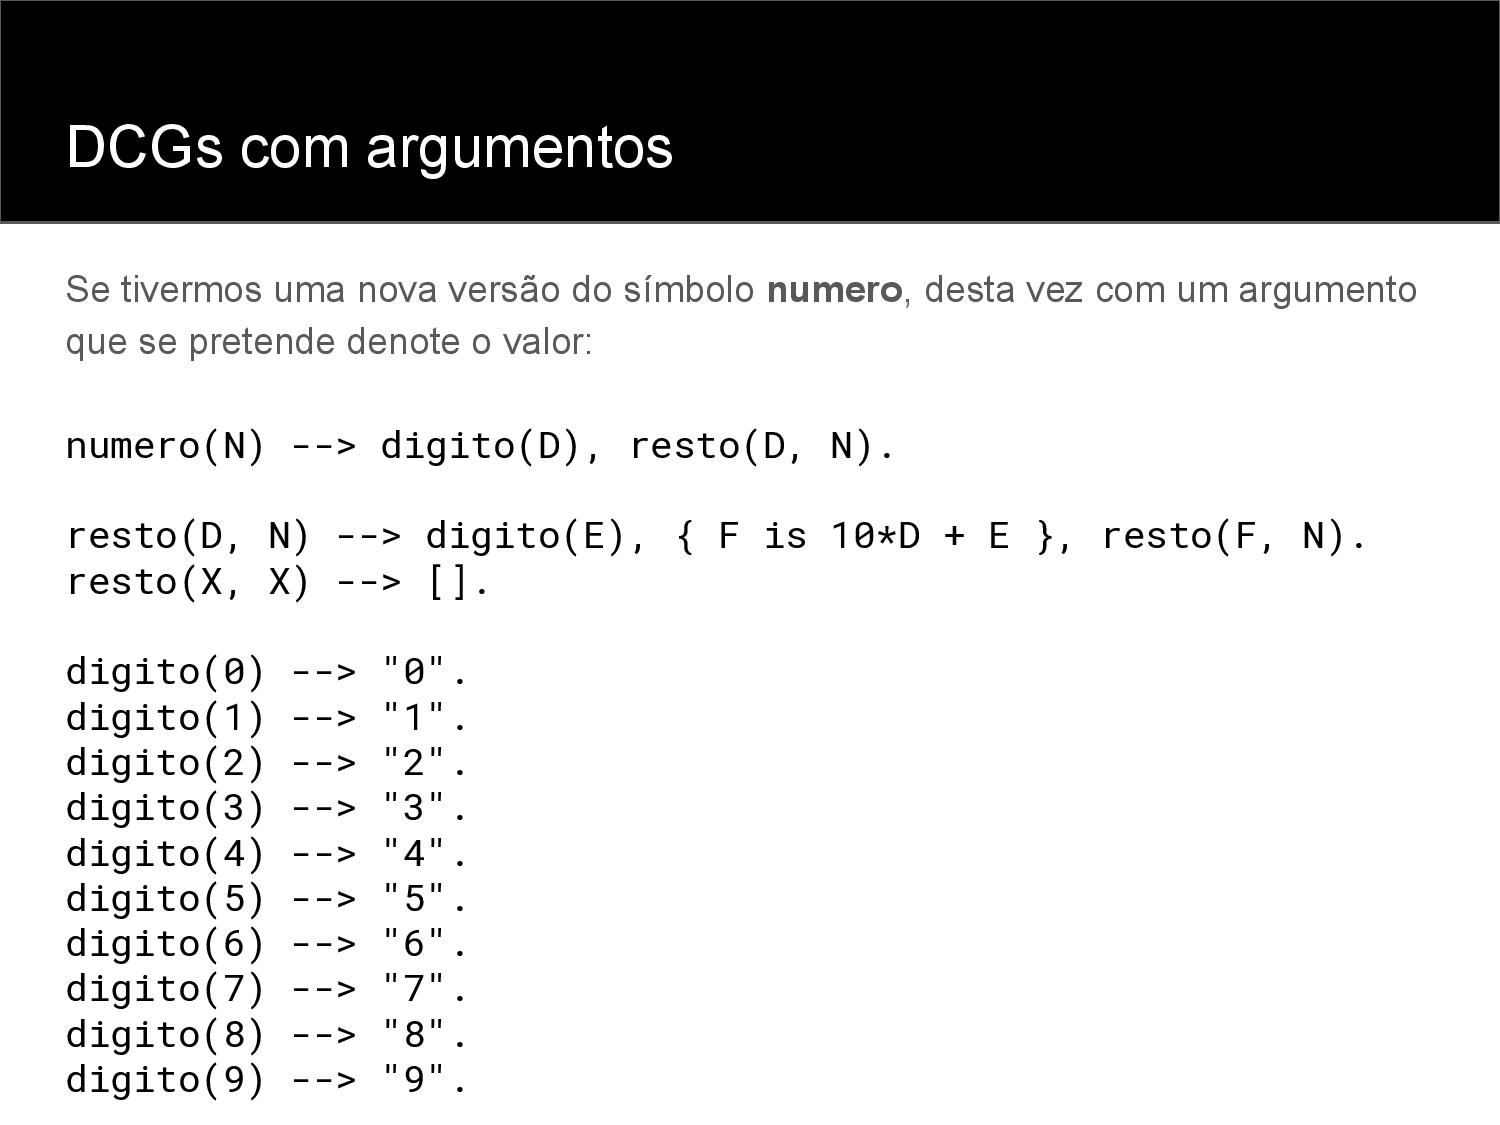 DCGs com argumentos
Se tivermos uma nova versão do símbolo numero, desta vez com um argumento
que se pretende denote o valor:
numero(N) --> digito(D), resto(D, N).
resto(D, N) --> digito(E), { F is 10*D + E }, resto(F, N).
resto(X, X) --> [].
digito(0) --> "0".
digito(1) --> "1".
digito(2) --> "2".
digito(3) --> "3".
digito(4) --> "4".
digito(5) --> "5".
digito(6) --> "6".
digito(7) --> "7".
digito(8) --> "8".
digito(9) --> "9".